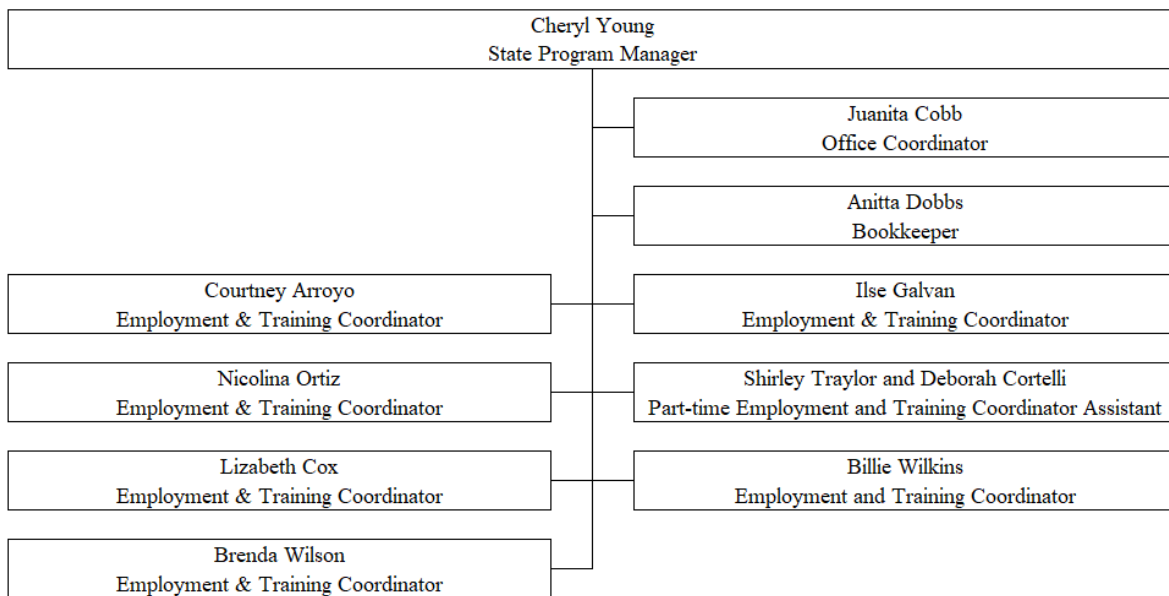 Cheryl Young
State Program Manager
Juanita Cobb
Office Coordinator
Anitta Dobbs
Bookkeeper
Courtney Arroyo
Employment & Training Coordinator
Ilse Galvan
Employment & Training Coordinator
Nicolina Ortiz
Employment & Training Coordinator
Shirley Traylor and Deborah Cortelli
Part-time Employment and Training Coordinator Assistant
Lizabeth Cox
Employment & Training Coordinator
Billie Wilkins
Employment and Training Coordinator
Brenda Wilson
Employment & Training Coordinator